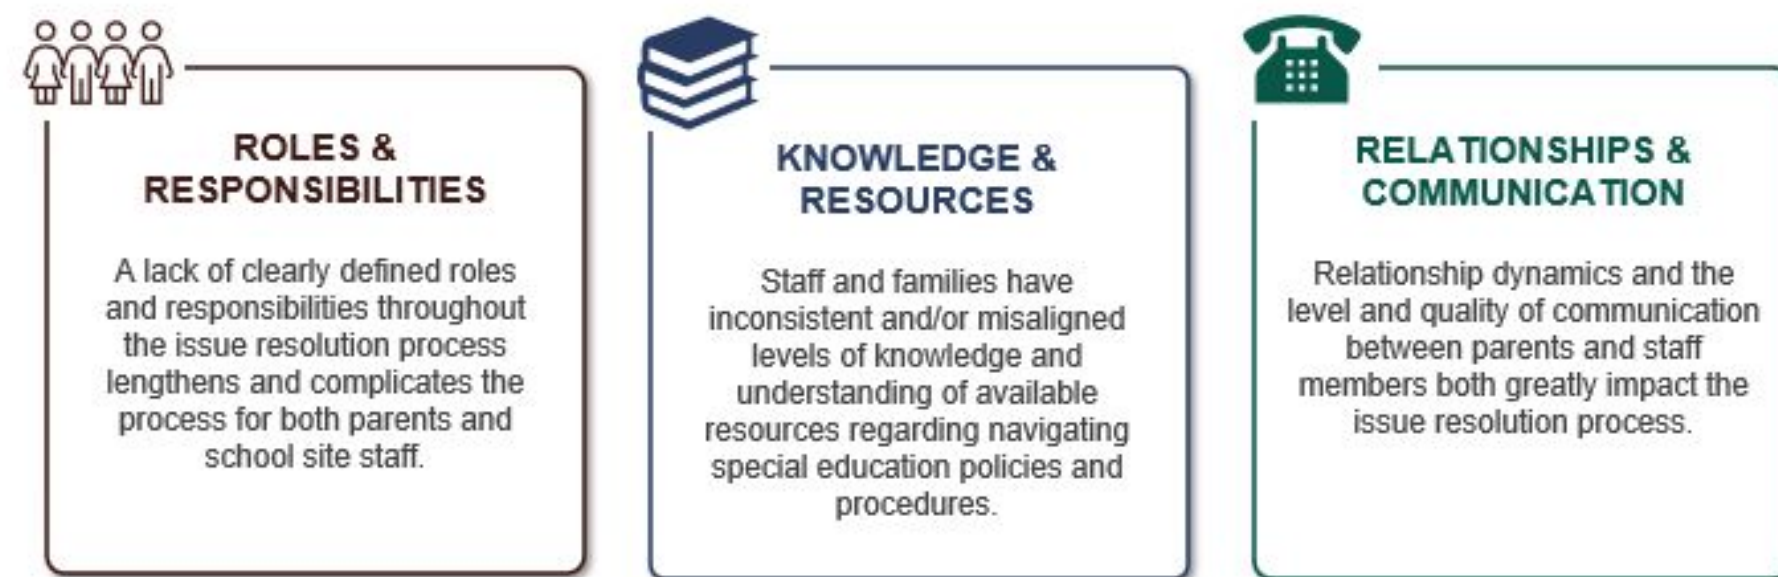 ROLES &
RESPONSIBILITIES
A lack of clearly defined roles
and responsibilities throughout
the issue resolution process
lengthens and complicates the
process for both parents and
school site staff.
KNOWLEDGE &
RESOURCES
Staff and families have
inconsistent and/or misaligned
levels of knowledge and
understanding of available
resources regarding navigating
special education policies and
procedures.
RELATIONSHIPS &
COMMUNICATION
Relationship dynamics and the
level and quality of communication
between parents and staff
members both greatly impact the
issue resolution process.